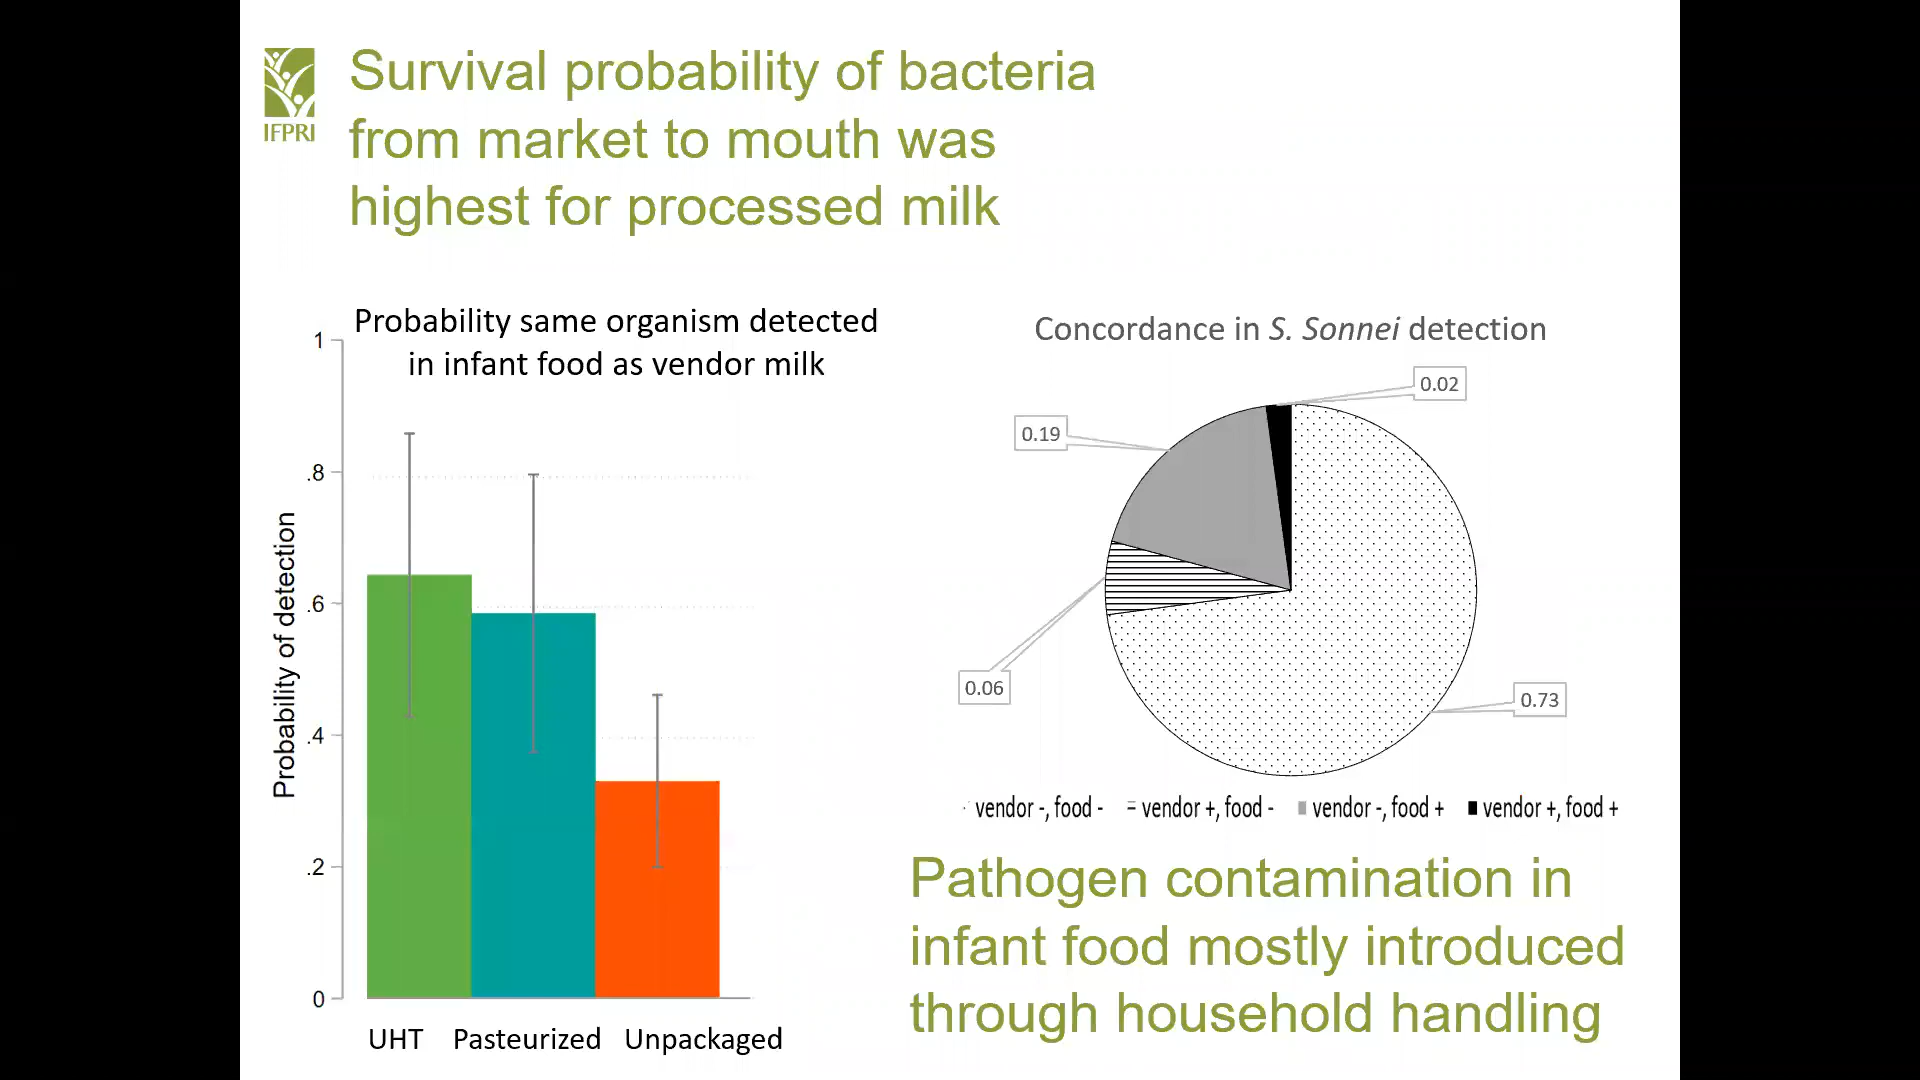 IFPRI
Survival probability of bacteria
from market to mouth was
highest for processed milk
Probability same organism detected
in infant food as vendor milk
Probability of detection
1
.8
.6
.4
.2
0
UHT
Pasteurized
Unpackaged
Concordance in S. Sonnei detection
0.02
0.19
0.06
0.73
vendor -, food -
vendor +, food -
vendor -, food +
vendor +, food +
Pathogen contamination in
infant food mostly introduced
through household handling